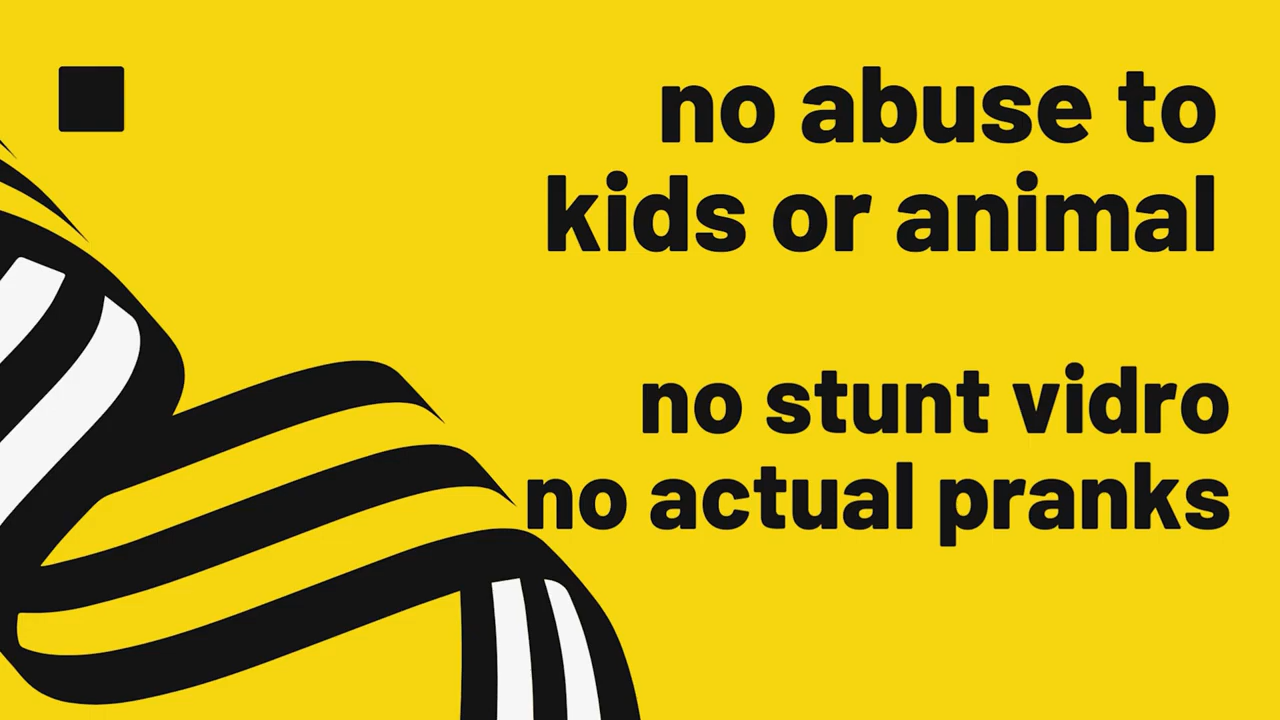 no abuse to
kids or animal
no stunt vidro
no actual pranks